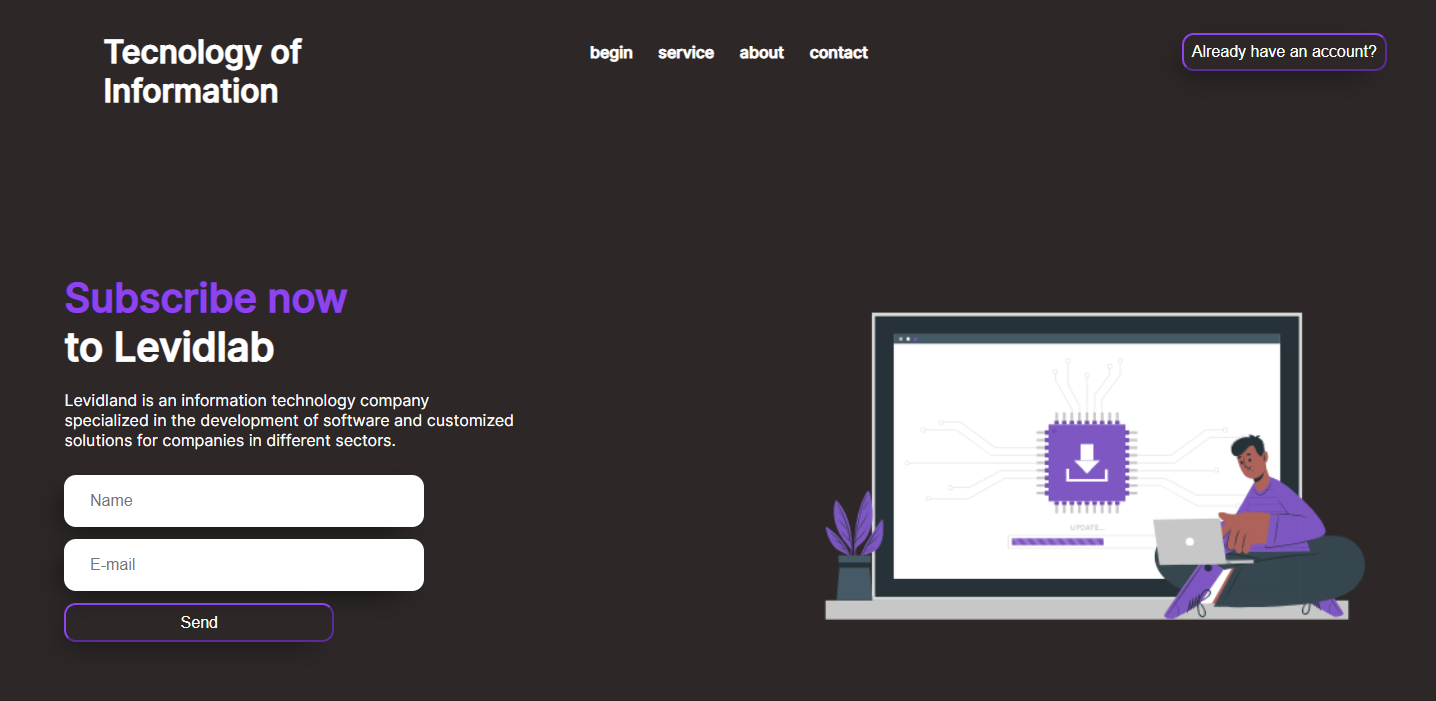 Tecnology of
Information
begin service about contact
Already have an account?
Subscribe now
to Levidlab
Levidland is an information technology company
specialized in the development of software and customized
solutions for companies in different sectors.
Name
E-mail
Send
UPDATE...